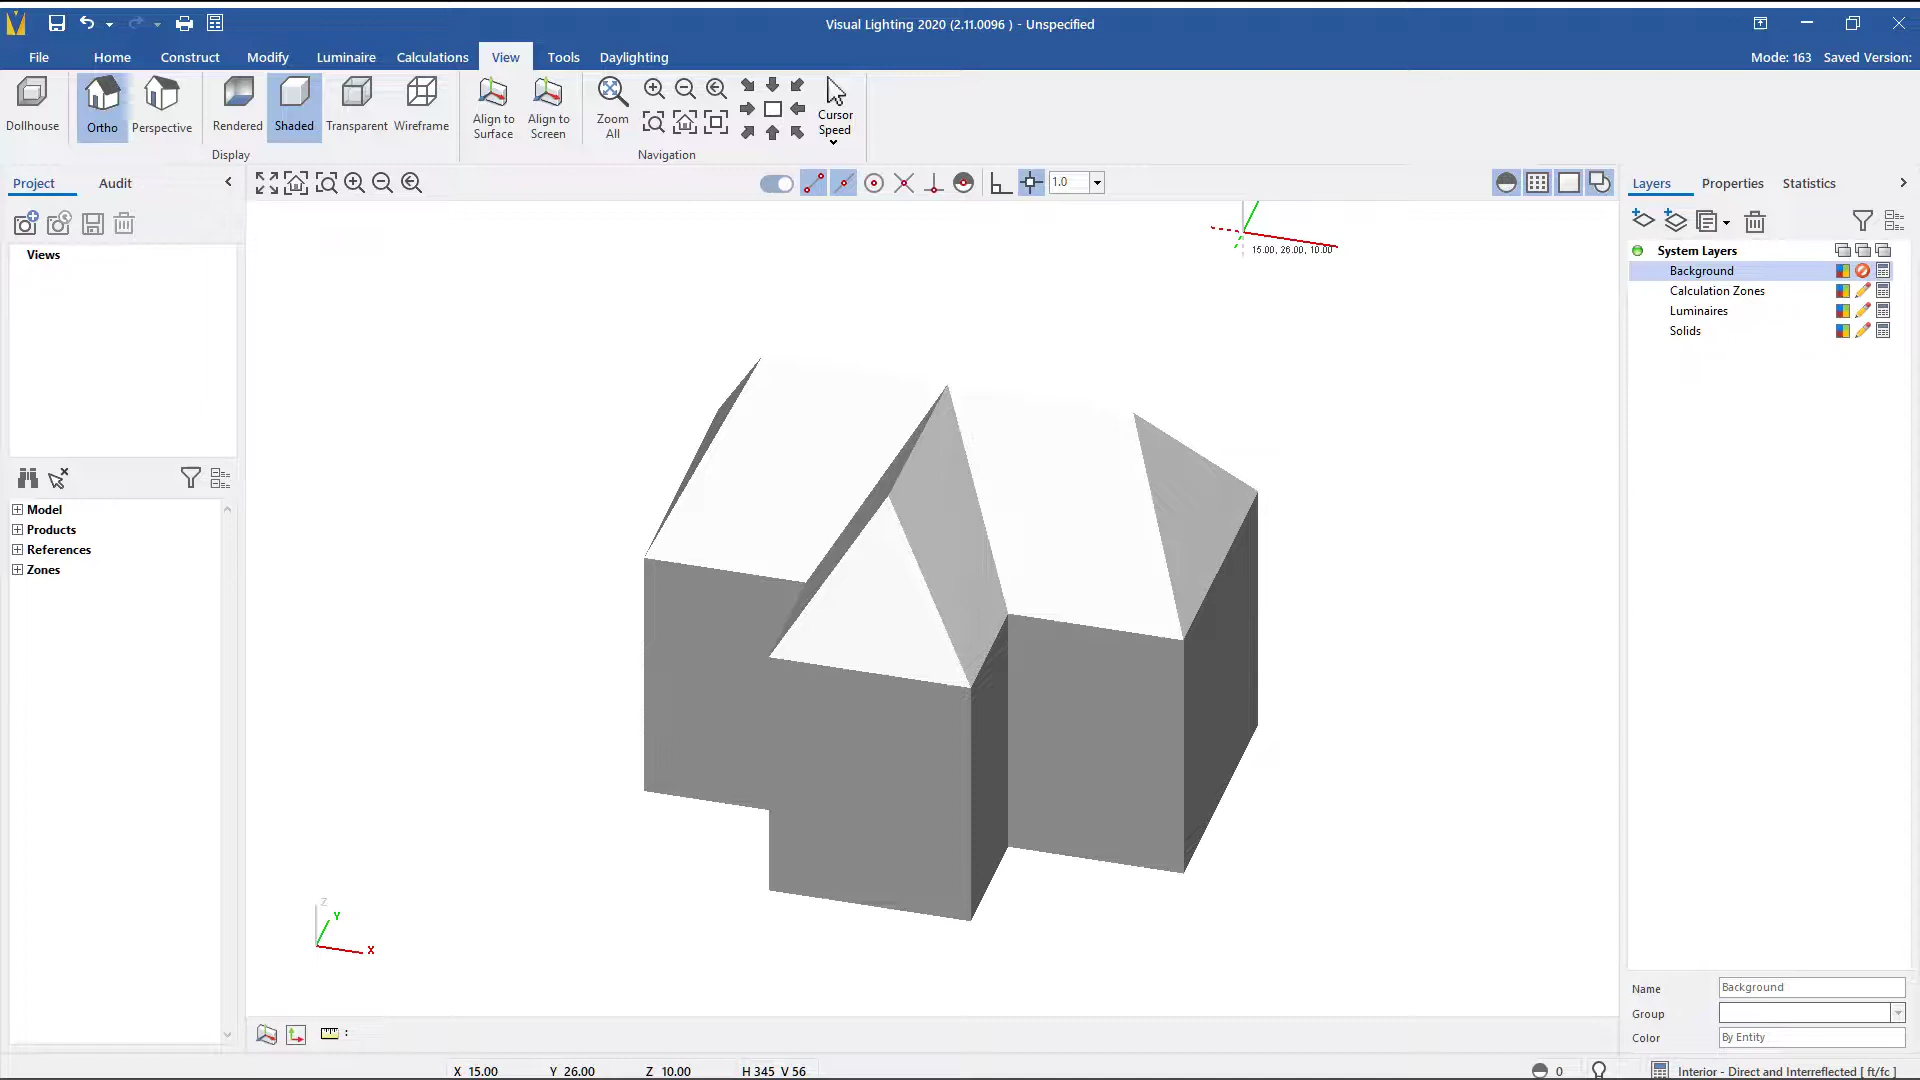 Visual Lighting 2020 (2.11.0096 ) - Unspecified
File Home Construct Modify Luminaire Calculations View Tools Daylighting
Mode: 163 Saved Version:
Dollhouse Ortho Perspective Rendered Shaded Transparent Wireframe
Align to Surface
Align to Screen
Zoom All
Cursor Speed
Display
Navigation
Project Audit
1.0
Layers Properties Statistics
Views
15.00, 26.00, 10.00
System Layers
Background
Calculation Zones
Luminaires
Solids
Model
Products
References
Zones
Z
Y
X
Name Background
Group
Color By Entity
:
X 15.00 Y 26.00 Z 10.00 H 345 V 56
0
Interior - Direct and Interreflected [ ft/fc ]